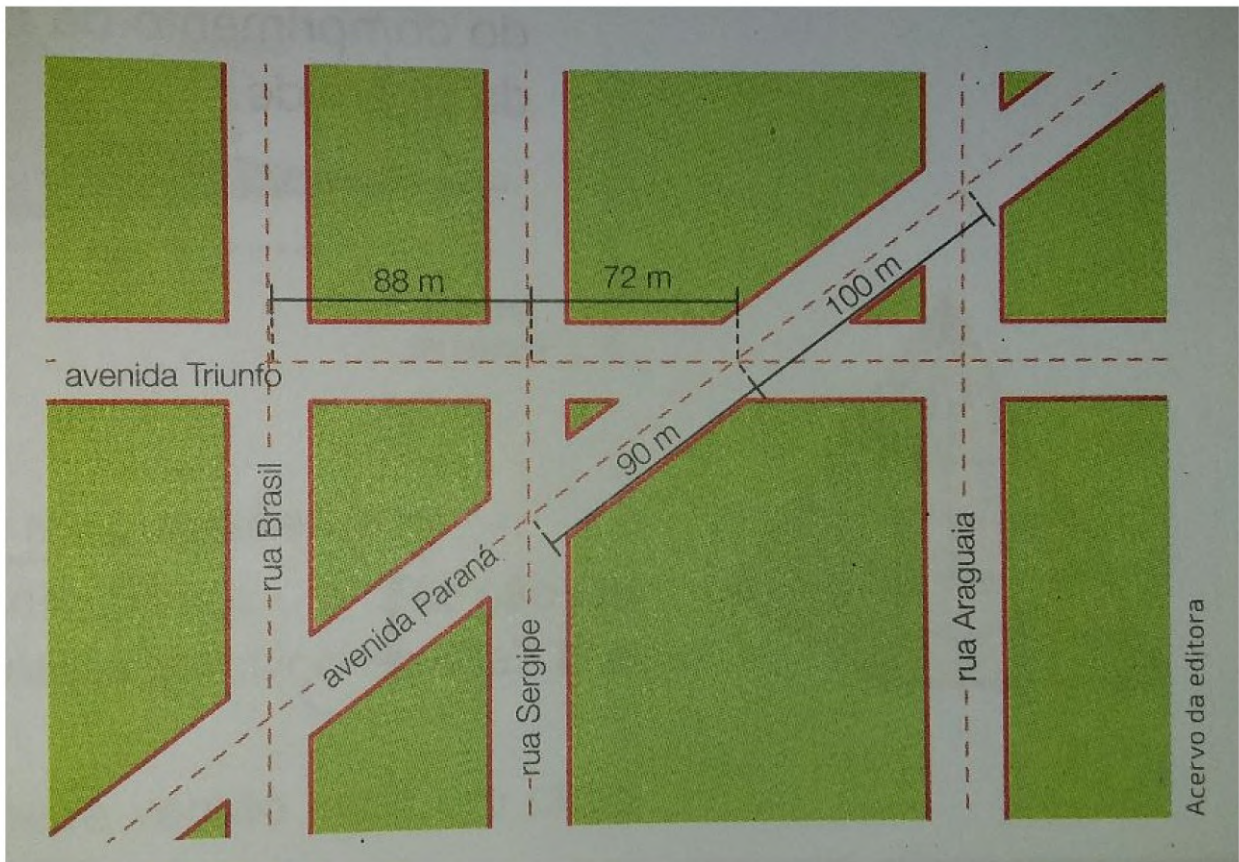 88 m
72 m
100 m
avenida Triunfo
90 m
rua Brasil
avenida Paraná
rua Sergipe
rua Araguaia
Acervo da editora